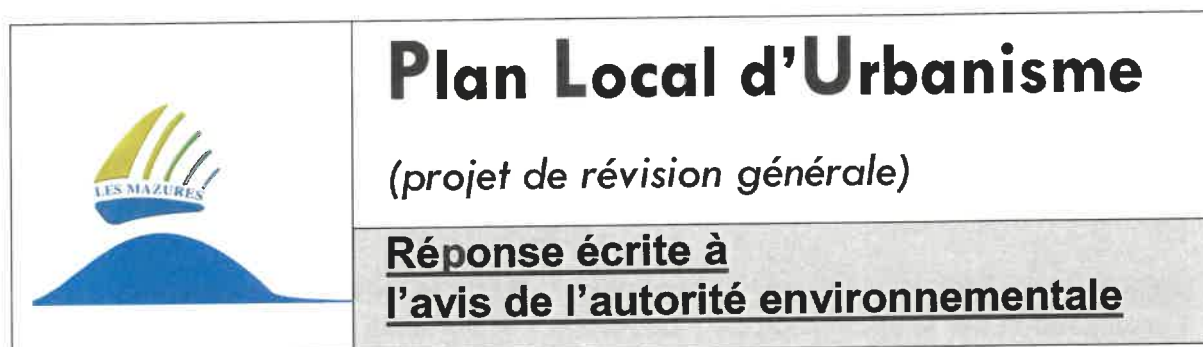 LES MAZURES
Plan Local d'Urbanisme
(projet de révision générale)
Réponse écrite à
l'avis de l'autorité environnementale